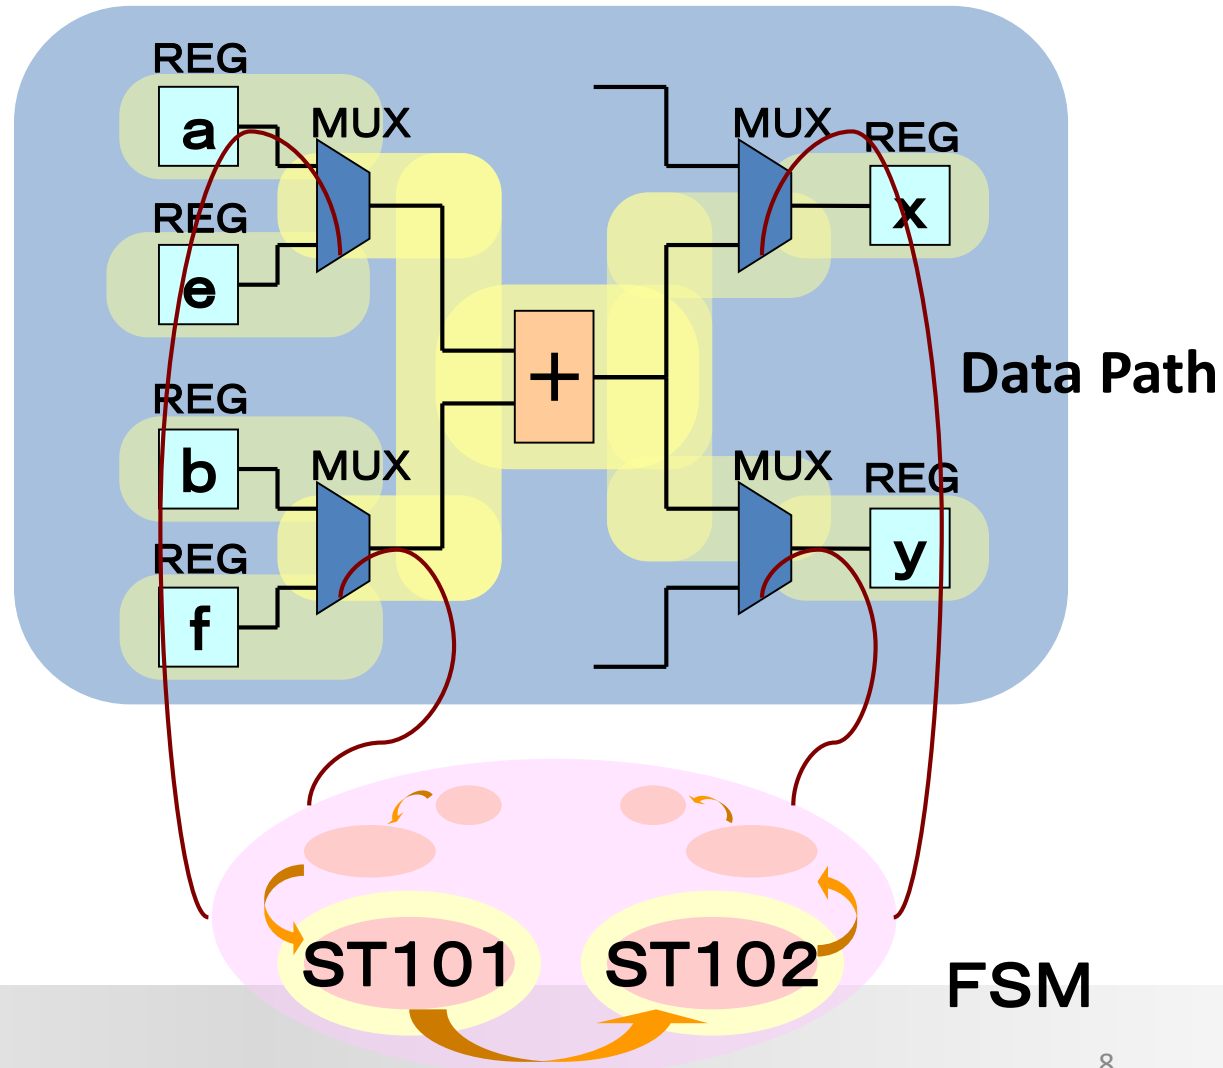 REG
a
MUX
MUX
REG
x
REG
e
+
Data Path
REG
b
MUX
MUX
REG
y
REG
f
ST101
ST102
FSM
8